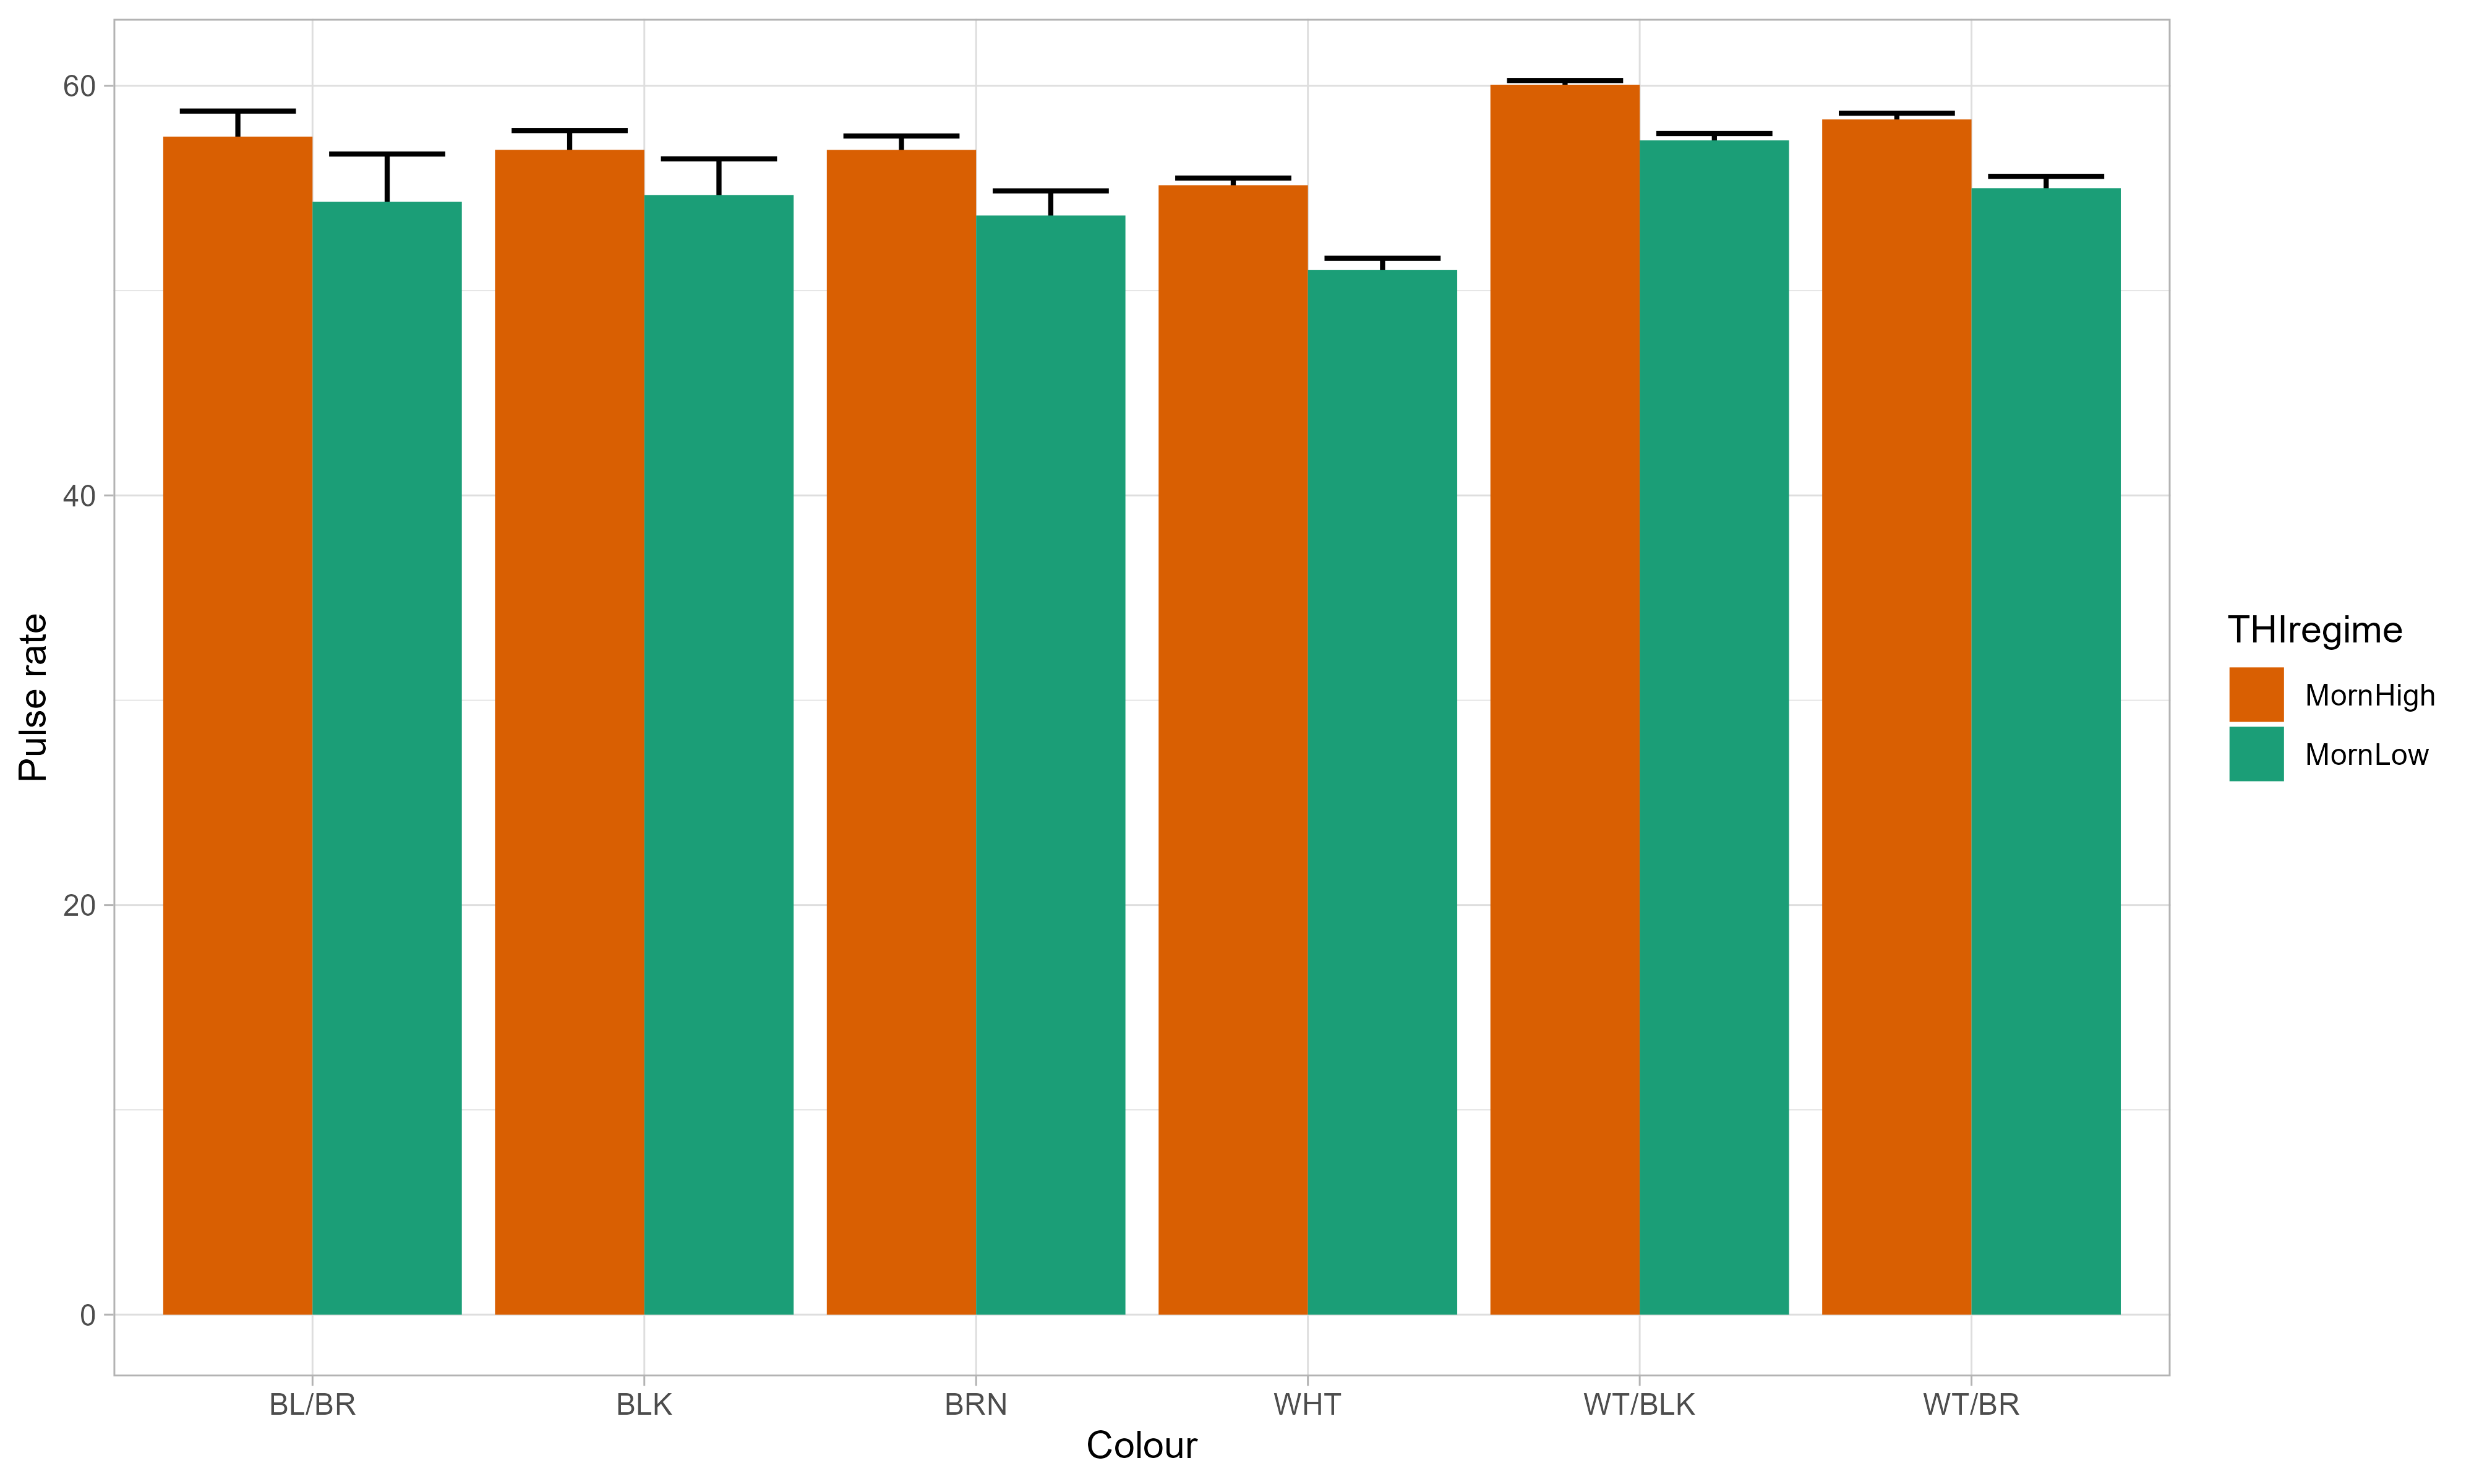 60
40
20
0
Pulse rate
BL/BR BLK BRN WHT WT/BLK WT/BR
Colour
THIregime
MornHigh
MornLow